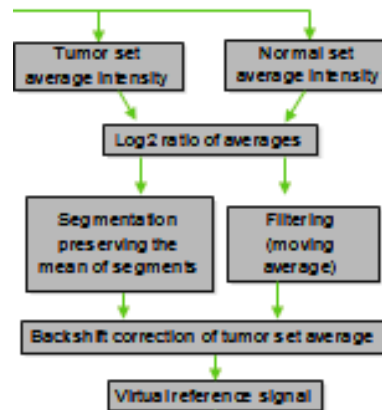 Tumor set
average intensity
Normal set
average intensity
Log2 ratio of averages
Segmentation
preserving the
mean of segments
Filtering
(moving
average)
Backshift correction of tumor set average
Virtual reference signal